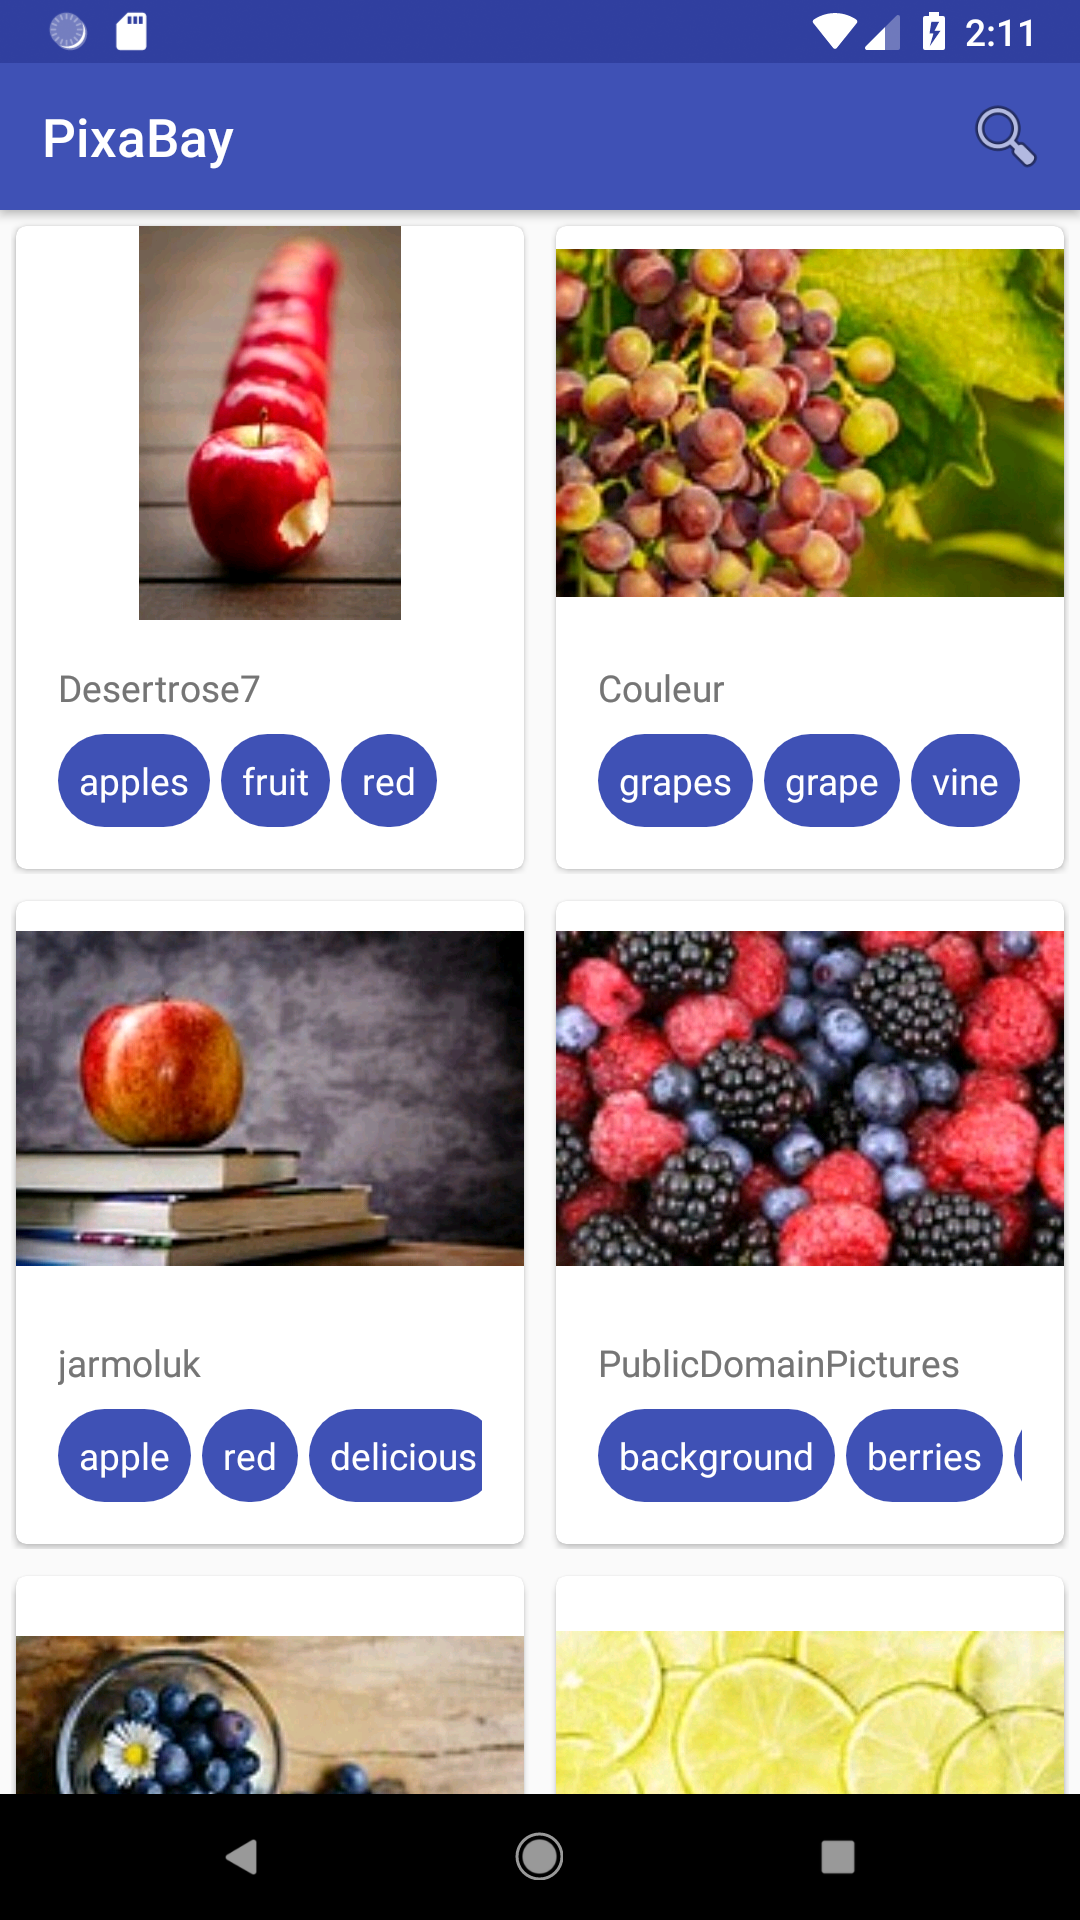 2:11
PixaBay
Desertrose7
apples fruit red
Couleur
grapes grape vine
jarmoluk
apple red delicious
PublicDomainPictures
background berries